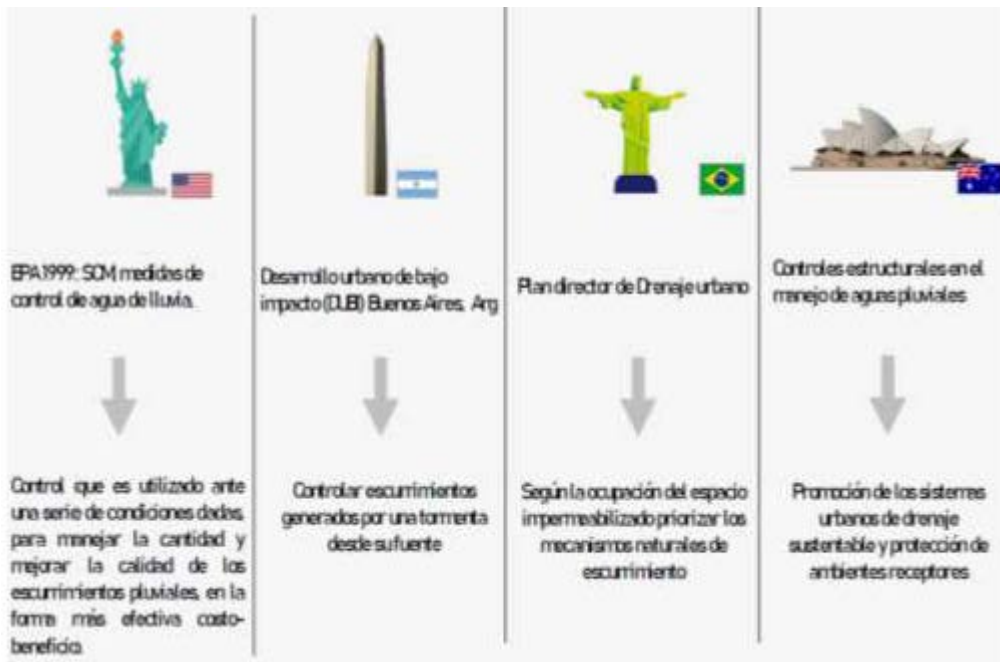 EPA 1999: SCM, medidas de
control de agua de lluvia.
Control que es utilizado ante
una serie de condiciones dadas,
para manejar la cantidad y
mejorar la calidad de los
escurrimientos pluviales, en la
forma más efectiva costo-
beneficio.
Desarrollo urbano de bajo
impacto (DUBI) Buenos Aires, Arg
Controlar escurrimientos
generados por una tormenta
desde su fuente
Plan director de Drenaje urbano
Según la ocupación del espacio
impermeabilizado priorizar los
mecanismos naturales de
escurrimiento
Controles estructurales en el
manejo de aguas pluviales
Promoción de los sistemas
urbanos de drenaje
sustentable y protección de
ambientes receptores